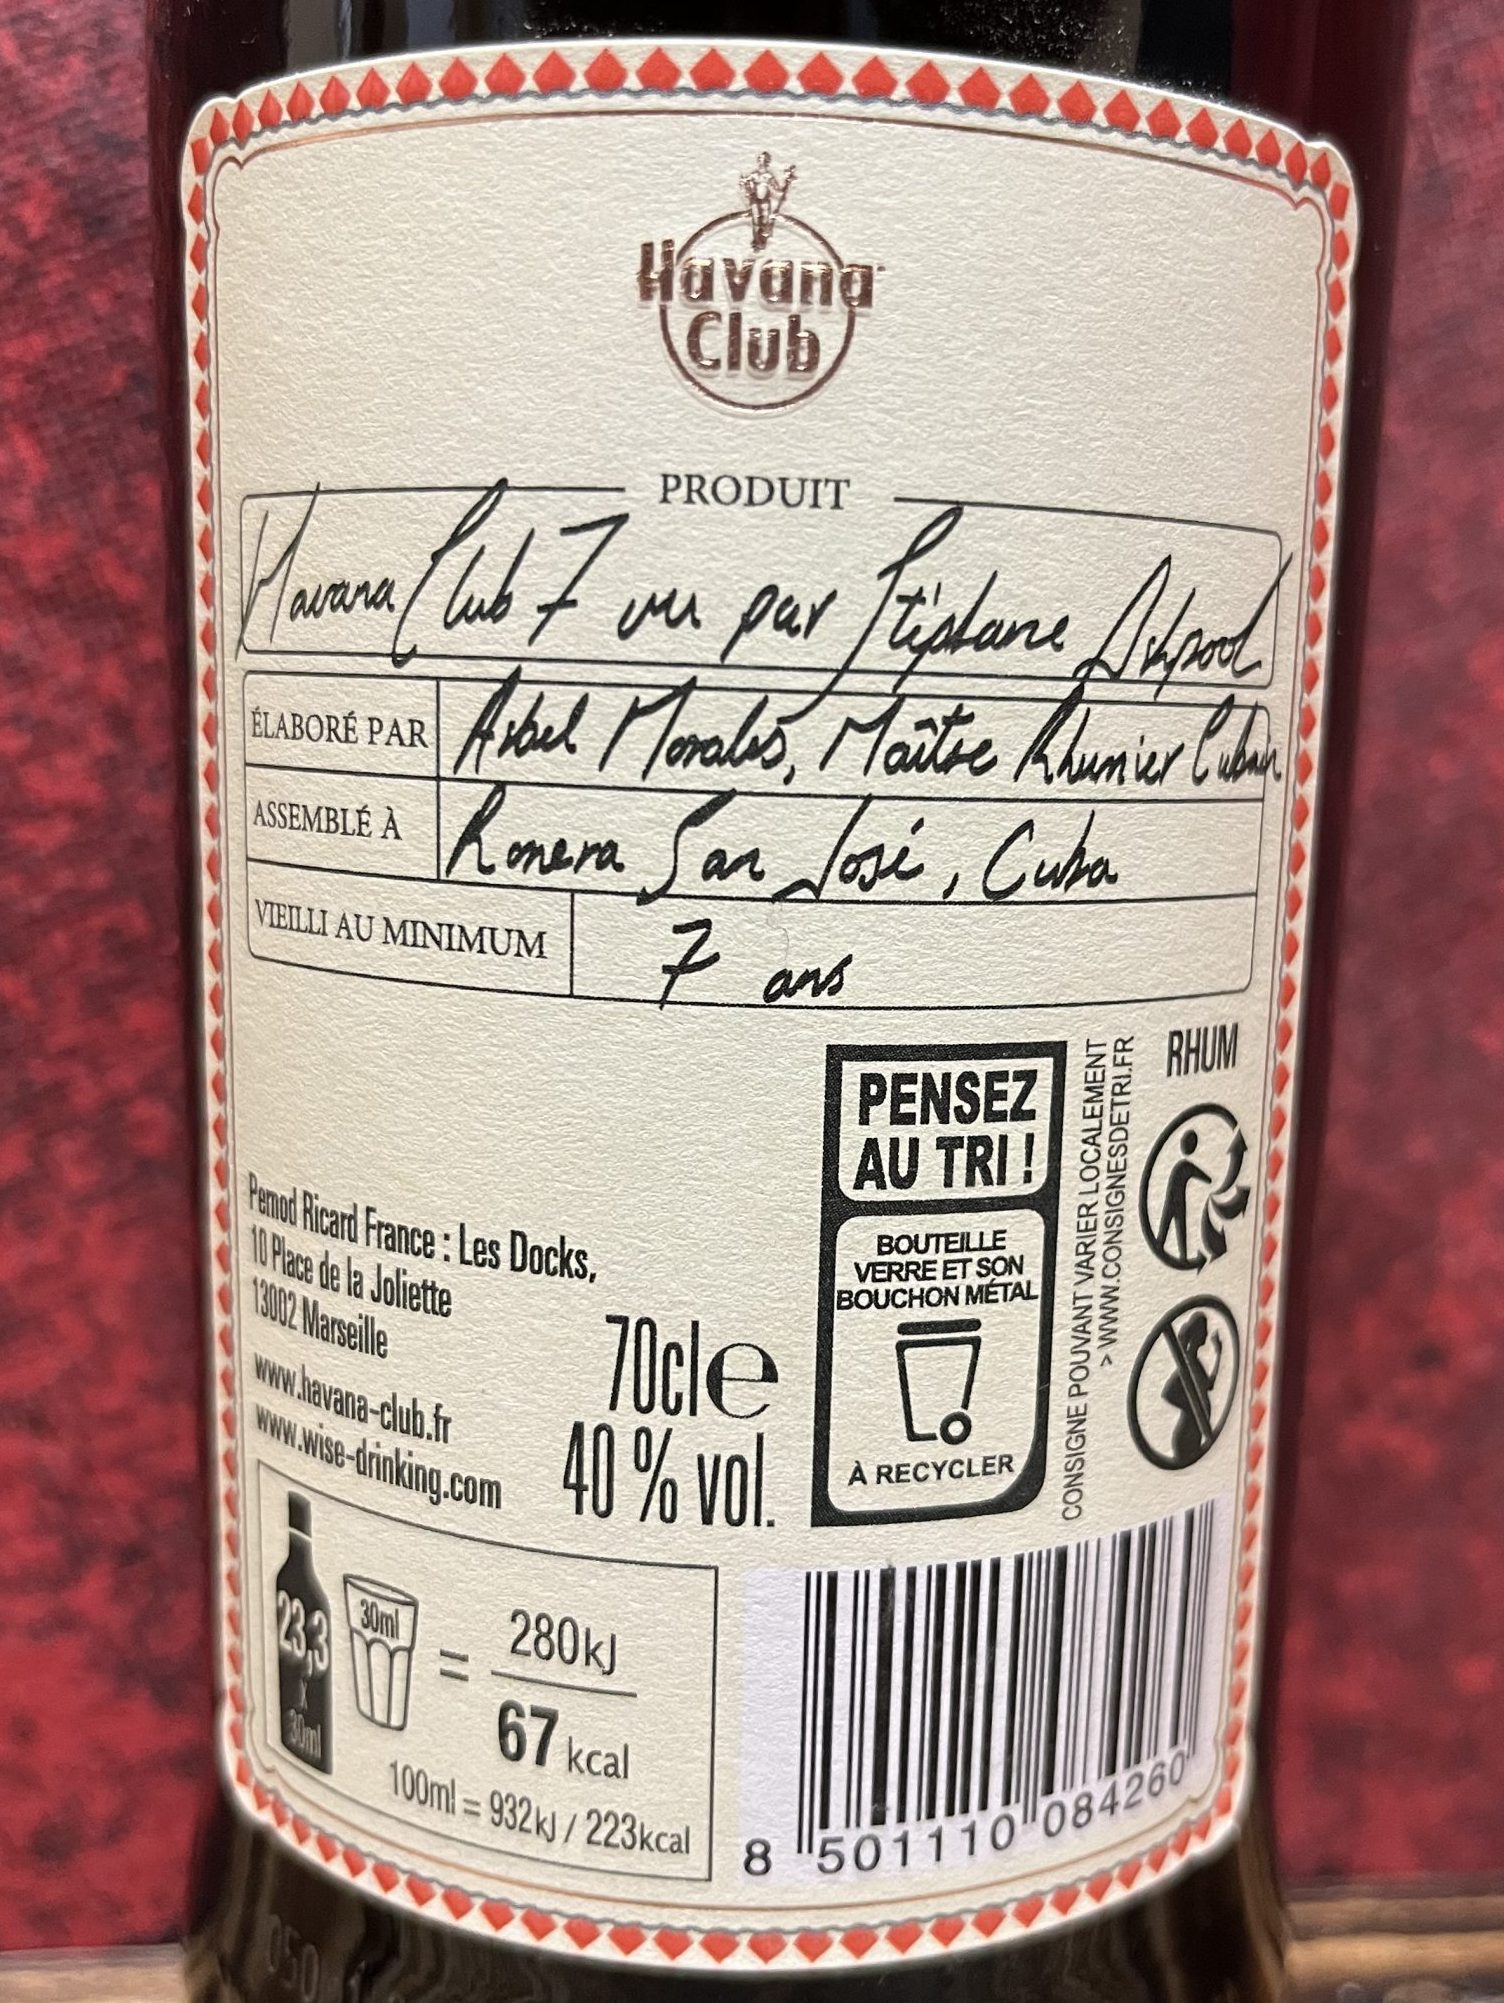 Havana
Club
PRODUIT
Havana Club 7 vu par Stéphane Ashpool
ÉLABORÉ PAR Asbel Morales, Maître Rhumier Cubain
ASSEMBLÉ À Ronera San José, Cuba
VIEILLI AU MINIMUM 7 ans
Pernod Ricard France : Les Docks,
10 Place de la Joliette
13002 Marseille
www.havana-club.fr
www.wise-drinking.com
70cl e
40 % vol.
PENSEZ
AU TRI !
BOUTEILLE
VERRE ET SON
BOUCHON MÉTAL
À RECYCLER
CONSIGNE POUVANT VARIER LOCALEMENT
> WWW.CONSIGNESDETRI.FR
RHUM
23,3
x
30ml
30ml
=
280kJ
67 kcal
100ml = 932kJ / 223kcal
8 501110 084260